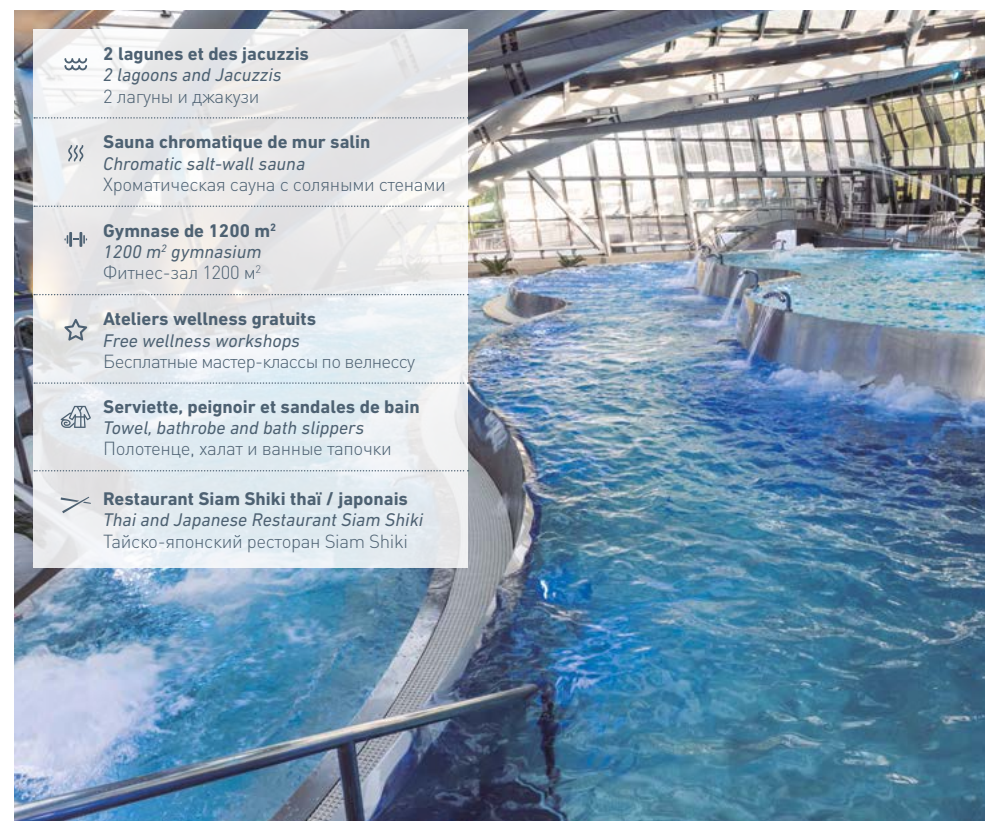 2 lagunes et des jacuzzis
2 lagoons and Jacuzzis
2 лагуны и джакузи
Sauna chromatique de mur salin
Chromatic salt-wall sauna
Хроматическая сауна с соляными стенами
Gymnase de 1200 m²
1200 m² gymnasium
Фитнес-зал 1200 м²
Ateliers wellness gratuits
Free wellness workshops
Бесплатные мастер-классы по велнессу
Serviette, peignoir et sandales de bain
Towel, bathrobe and bath slippers
Полотенце, халат и ванные тапочки
Restaurant Siam Shiki thaï / japonais
Thai and Japanese Restaurant Siam Shiki
Тайско-японский ресторан Siam Shiki